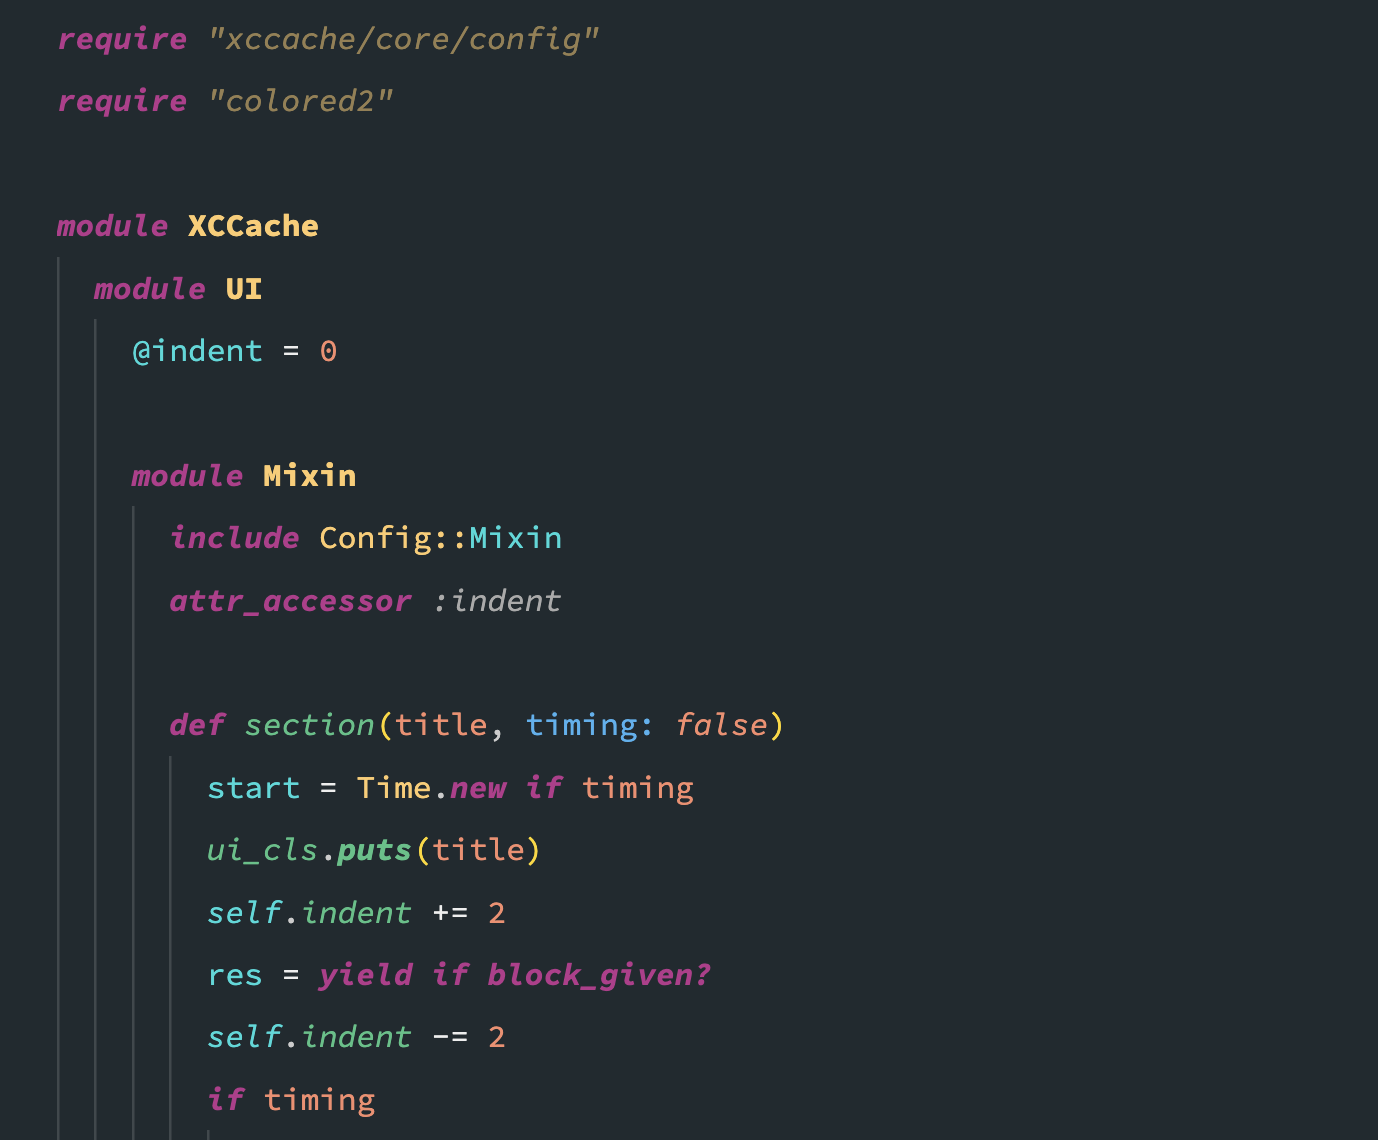 require "xccache/core/config"
require "colored2"
module XCCache
module UI
@indent = 0
module Mixin
include Config::Mixin
attr_accessor :indent
def section(title, timing: false)
start = Time.new if timing
ui_cls.puts(title)
self.indent += 2
res = yield if block_given?
self.indent -= 2
if timing